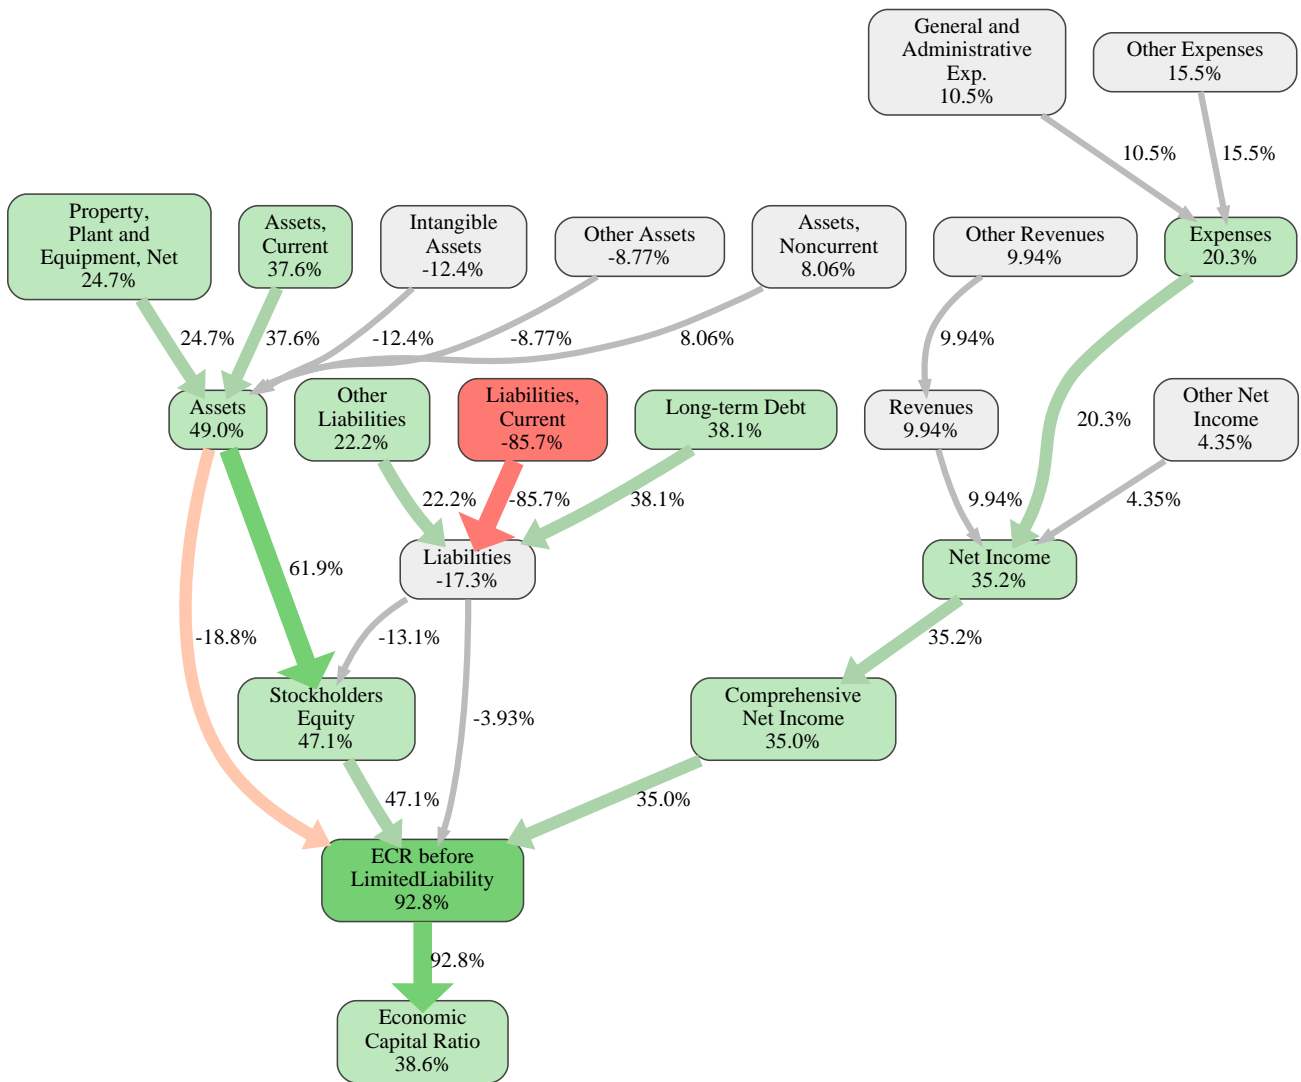 General and
Administrative
Exp.
10.5%
Other Expenses
15.5%
10.5%
15.5%
Property,
Plant and
Equipment, Net
24.7%
Assets,
Current
37.6%
Intangible
Assets
-12.4%
Other Assets
-8.77%
Assets,
Noncurrent
8.06%
Other Revenues
9.94%
Expenses
20.3%
24.7%
37.6%
-12.4%
-8.77%
8.06%
9.94%
Assets
49.0%
Other
Liabilities
22.2%
Liabilities,
Current
-85.7%
Long-term Debt
38.1%
Revenues
9.94%
20.3%
Other Net
Income
4.35%
22.2%
-85.7%
38.1%
9.94%
4.35%
61.9%
Liabilities
-17.3%
Net Income
35.2%
-18.8%
-13.1%
35.2%
Stockholders
Equity
47.1%
-3.93%
Comprehensive
Net Income
35.0%
47.1%
35.0%
ECR before
LimitedLiability
92.8%
92.8%
Economic
Capital Ratio
38.6%